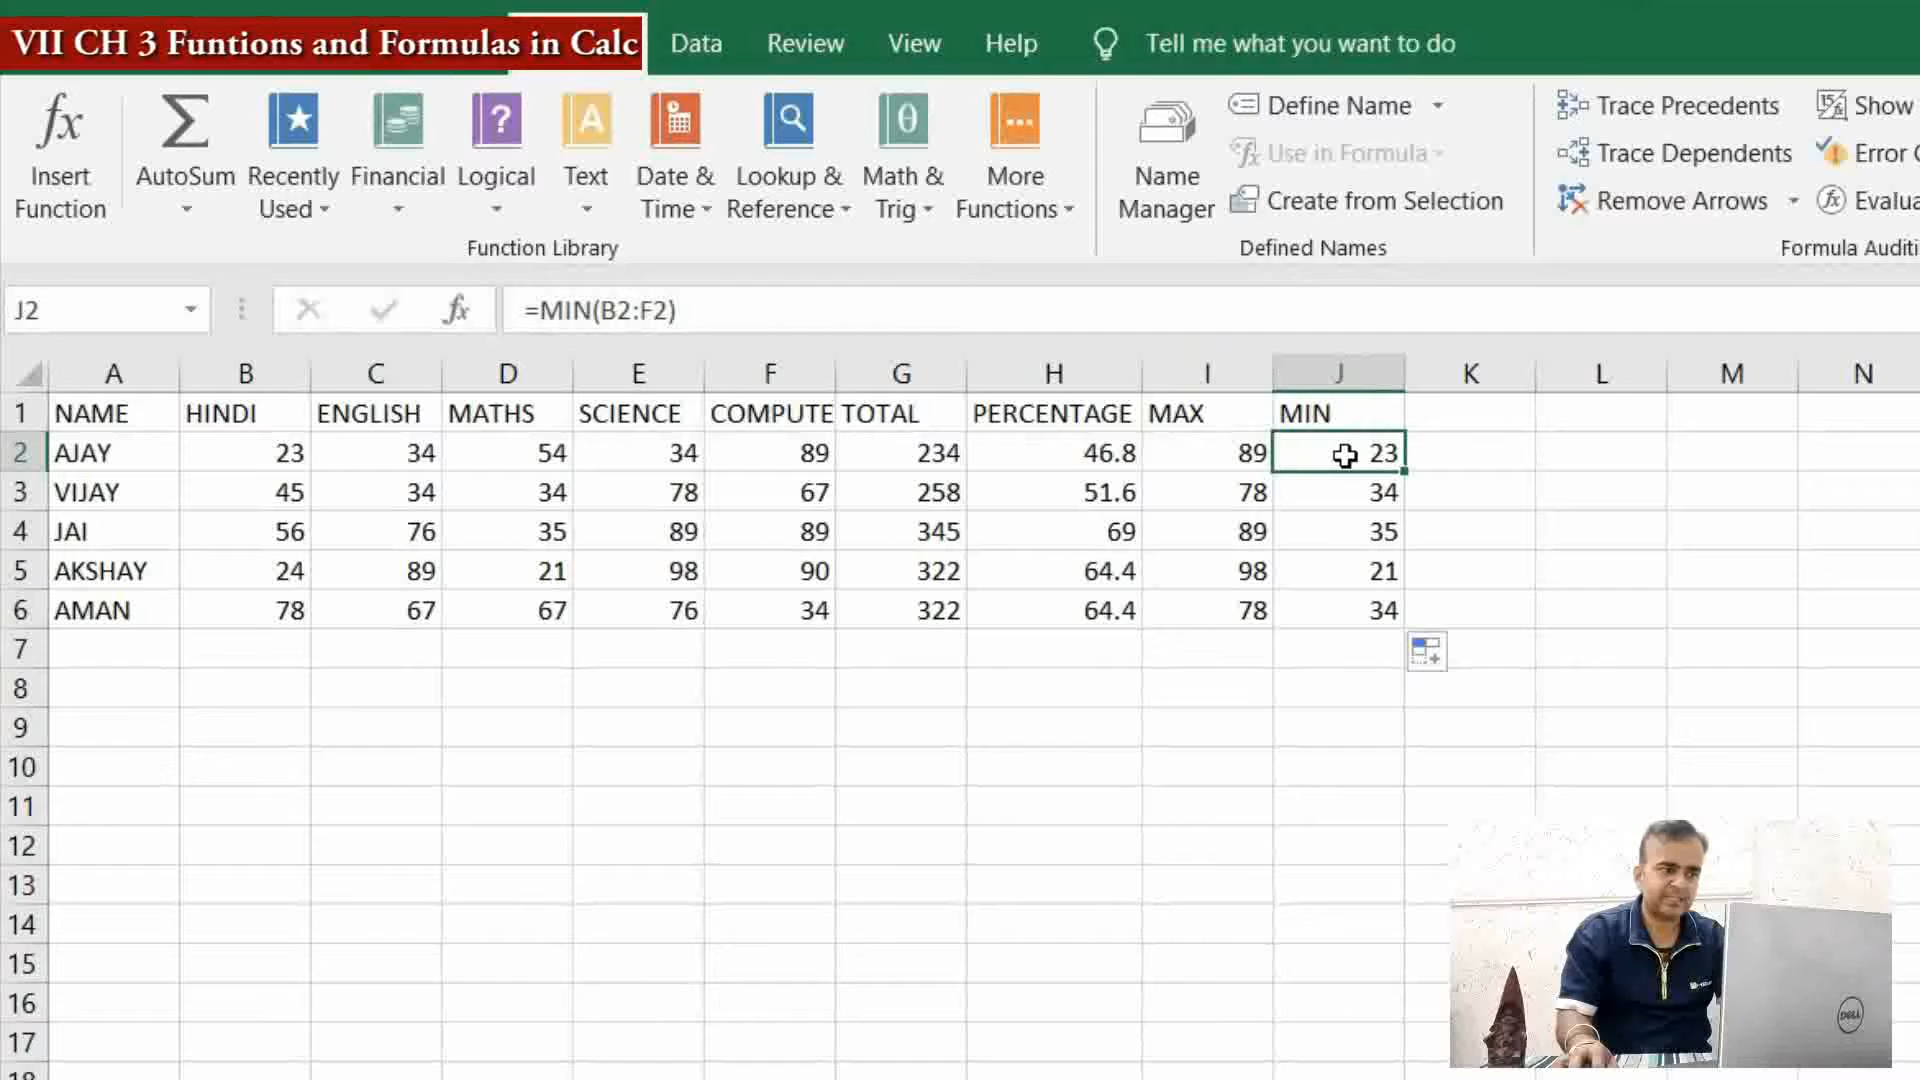 VII CH 3 Funtions and Formulas in Calc
Data Review View Help Tell me what you want to do
fx Insert Function
AutoSum
Recently Used
Financial
Logical
Text
Date & Time
Lookup & Reference
Math & Trig
More Functions
Function Library
Name Manager
Define Name
Use in Formula
Create from Selection
Defined Names
Trace Precedents
Trace Dependents
Remove Arrows
Show
Error
Evalua
Formula Auditi
J2 fx =MIN(B2:F2)
A B C D E F G H I J K L M N
1 NAME HINDI ENGLISH MATHS SCIENCE COMPUTE TOTAL PERCENTAGE MAX MIN
2 AJAY 23 34 54 34 89 234 46.8 89 23
3 VIJAY 45 34 34 78 67 258 51.6 78 34
4 JAI 56 76 35 89 89 345 69 89 35
5 AKSHAY 24 89 21 98 90 322 64.4 98 21
6 AMAN 78 67 67 76 34 322 64.4 78 34
7
8
9
10
11
12
13
14
15
16
17
18
DELL